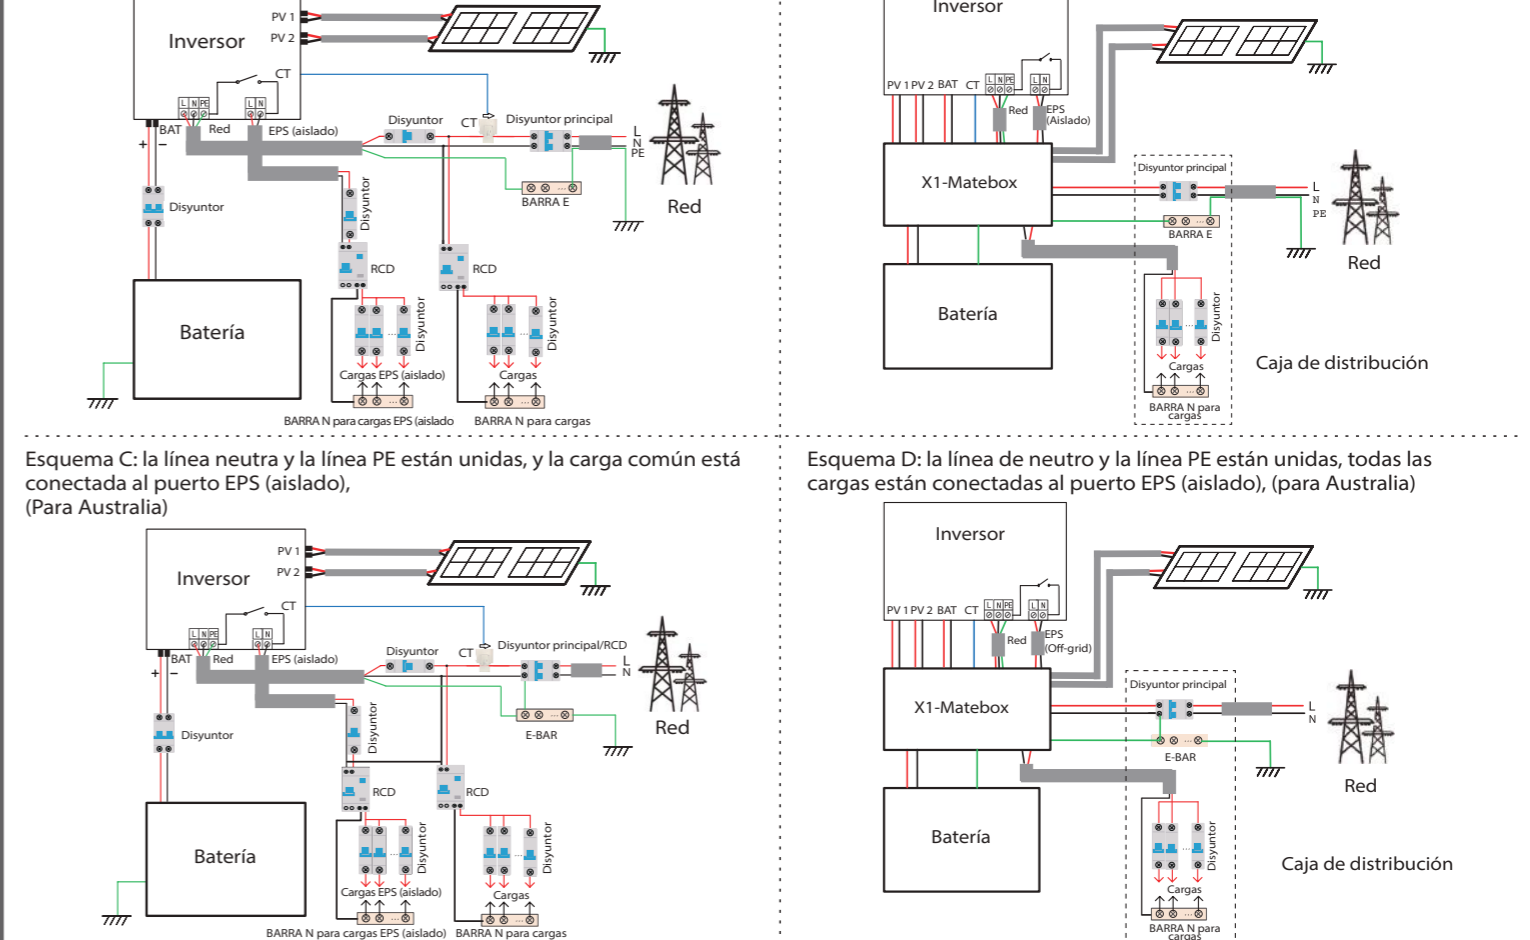 PV 1
PV 2
Inversor
CT
L N PE
L N
BAT
Red
EPS (aislado)
+
−
Disyuntor
CT
Disyuntor principal
L
N
PE
Disyuntor
Disyuntor
BARRA E
Red
RCD
RCD
Batería
Disyuntor
Disyuntor
Cargas EPS (aislado)
Cargas
BARRA N para cargas EPS (aislado
BARRA N para cargas
Inversor
PV 1 PV 2 BAT CT
L N PE
L N
Red
EPS
(Aislado)
X1-Matebox
Disyuntor principal
L
N
PE
BARRA E
Red
Batería
Disyuntor
Cargas
Caja de distribución
BARRA N para
cargas
Esquema C: la línea neutra y la línea PE están unidas, y la carga común está
conectada al puerto EPS (aislado),
(Para Australia)
PV 1
PV 2
Inversor
CT
L N PE
L N
BAT
Red
EPS (aislado)
+
−
Disyuntor
CT
Disyuntor principal/RCD
L
N
Disyuntor
Disyuntor
E-BAR
Red
RCD
RCD
Batería
Disyuntor
Disyuntor
Cargas EPS (aislado)
Cargas
BARRA N para cargas EPS (aislado)
BARRA N para cargas
Esquema D: la línea de neutro y la línea PE están unidas, todas las
cargas están conectadas al puerto EPS (aislado), (para Australia)
Inversor
PV 1 PV 2 BAT CT
L N PE
L N
Red
EPS
(Off-grid)
X1-Matebox
Disyuntor principal
L
N
E-BAR
Red
Batería
Disyuntor
Cargas
Caja de distribución
BARRA N para
cargas